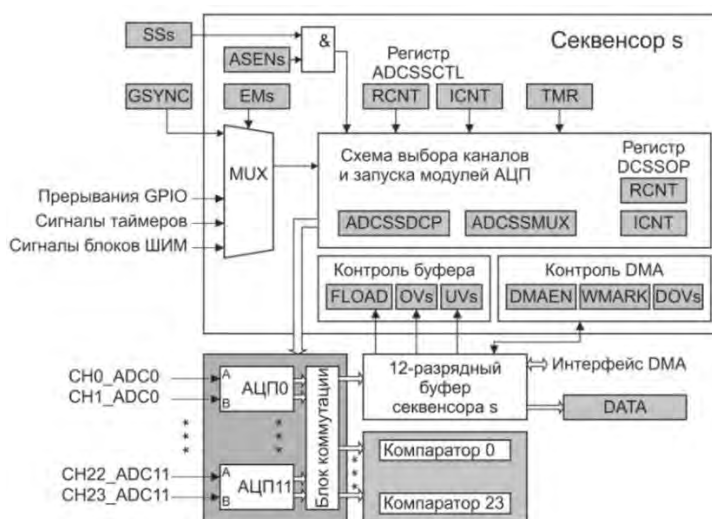 Секвенсор s
SSs
&
ASENs
Регистр
ADCSSCTL
GSYNC
EMs
RCNT
ICNT
TMR
MUX
Схема выбора каналов
и запуска модулей АЦП
Регистр
DCSSOP
RCNT
ICNT
ADCSSDCP
ADCSSMUX
Прерывания GPIO
Сигналы таймеров
Сигналы блоков ШИМ
Контроль буфера
FLOAD
OVs
UVs
Контроль DMA
DMAEN
WMARK
DOVs
CH0_ADC0
CH1_ADC0
A
B
АЦП0
Блок коммутации
12-разрядный
буфер
секвенсора s
Интерфейс DMA
DATA
* * *
* * *
* * *
CH22_ADC11
CH23_ADC11
A
B
АЦП11
Компаратор 0
Компаратор 23